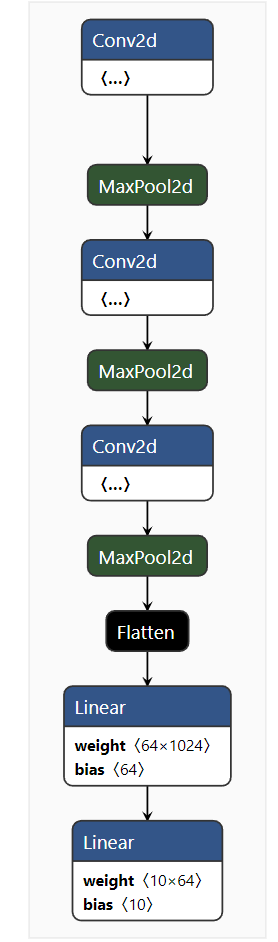 Conv2d
〈…〉
MaxPool2d
Conv2d
〈…〉
MaxPool2d
Conv2d
〈…〉
MaxPool2d
Flatten
Linear
weight〈64×1024〉
bias〈64〉
Linear
weight〈10×64〉
bias〈10〉